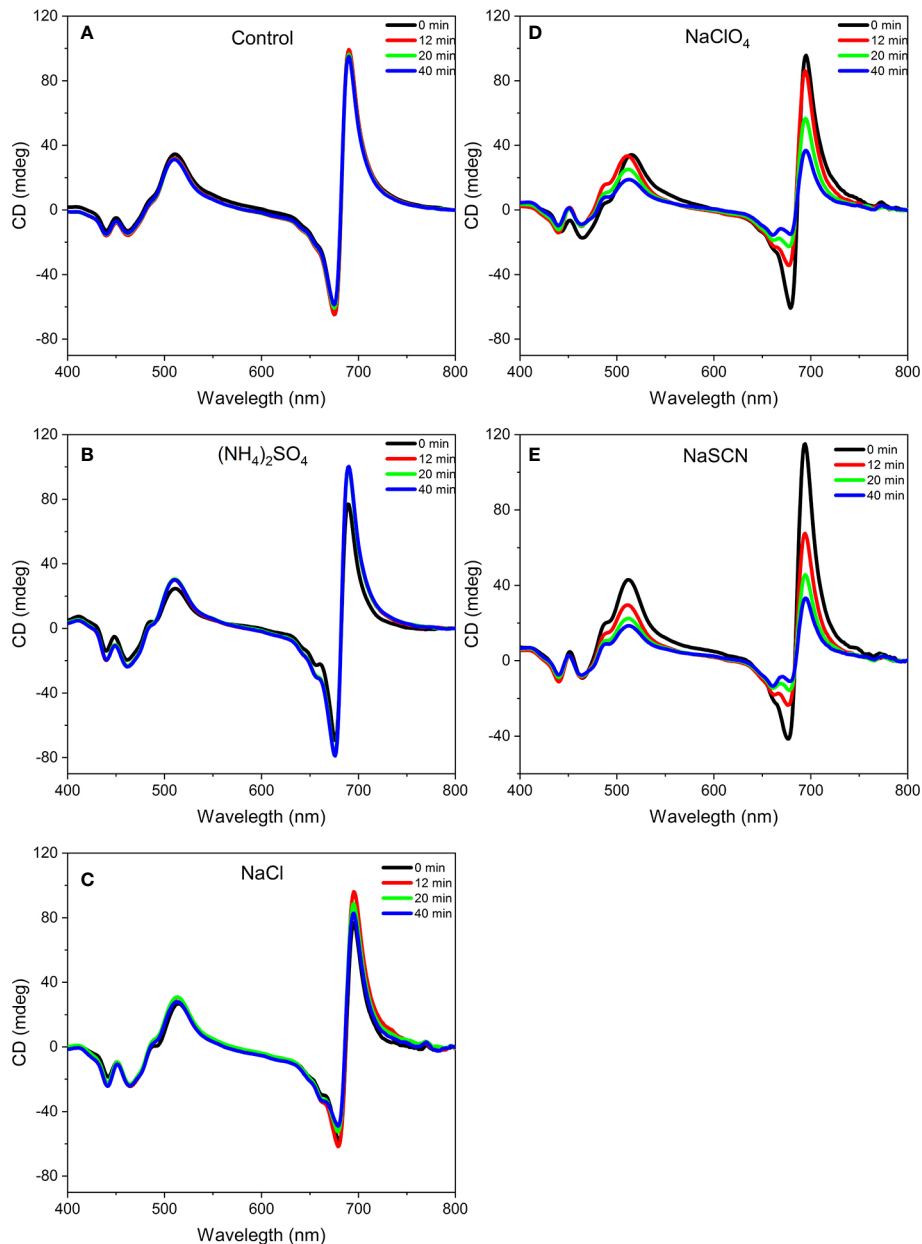 A
Control
0 min
12 min
20 min
40 min
CD (mdeg)
120
80
40
0
-40
-80
400
500
600
700
800
Wavelegth (nm)
D
NaClO₄
0 min
12 min
20 min
40 min
CD (mdeg)
120
80
40
0
-40
-80
400
500
600
700
800
Wavelegth (nm)
B
(NH₄)₂SO₄
0 min
12 min
20 min
40 min
CD (mdeg)
120
80
40
0
-40
-80
400
500
600
700
800
Wavelegth (nm)
E
NaSCN
0 min
12 min
20 min
40 min
CD (mdeg)
120
80
40
0
-40
400
500
600
700
800
Wavelegth (nm)
C
NaCl
0 min
12 min
20 min
40 min
CD (mdeg)
120
80
40
0
-40
-80
400
500
600
700
800
Wavelegth (nm)